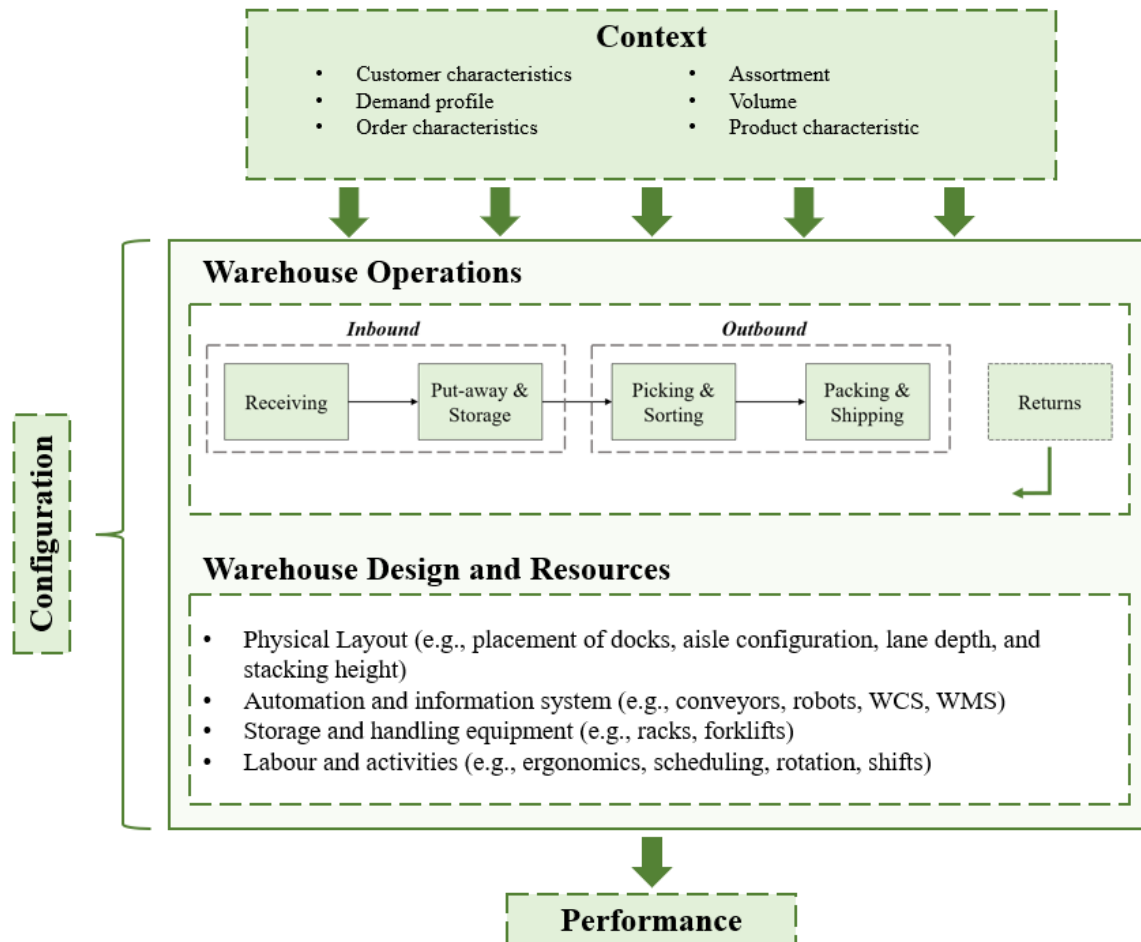 Context
• Customer characteristics
• Demand profile
• Order characteristics
• Assortment
• Volume
• Product characteristic
Configuration
Warehouse Operations
Inbound
Outbound
Receiving
Put-away &
Storage
Picking &
Sorting
Packing &
Shipping
Returns
Warehouse Design and Resources
• Physical Layout (e.g., placement of docks, aisle configuration, lane depth, and
stacking height)
• Automation and information system (e.g., conveyors, robots, WCS, WMS)
• Storage and handling equipment (e.g., racks, forklifts)
• Labour and activities (e.g., ergonomics, scheduling, rotation, shifts)
Performance